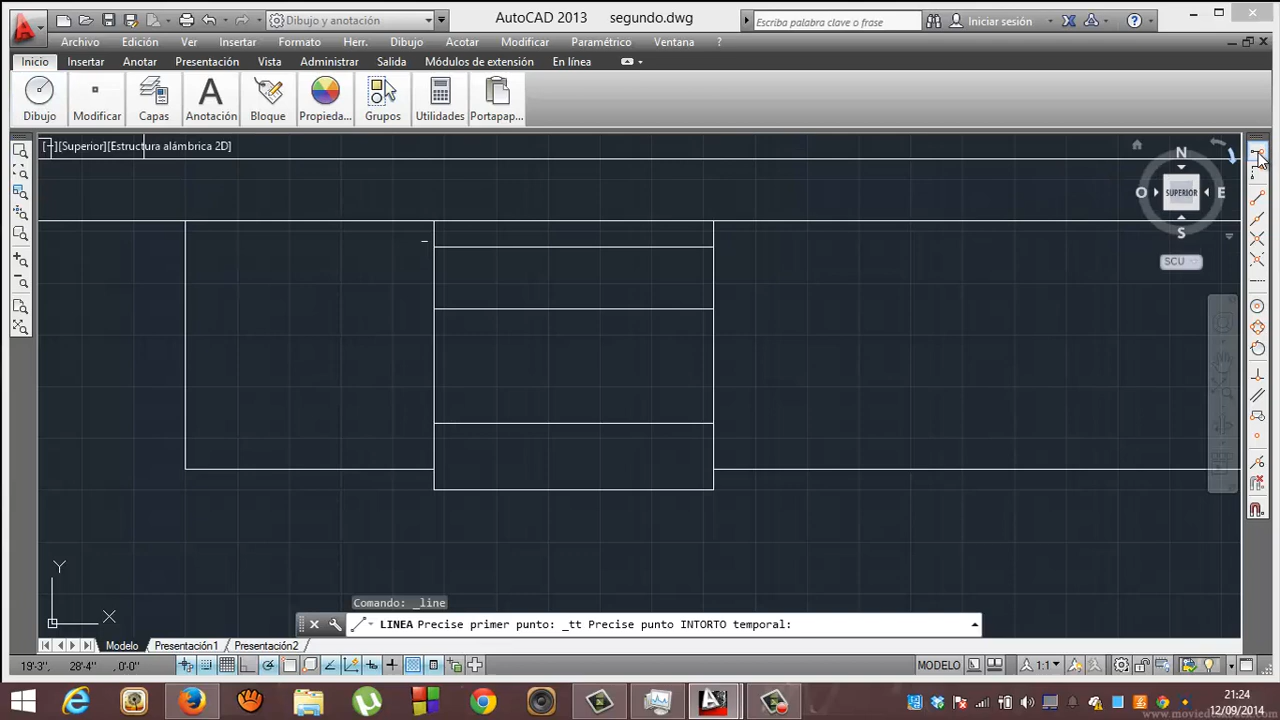 Dibujo y anotación
AutoCAD 2013 segundo.dwg
Escriba palabra clave o frase
Iniciar sesión
Archivo Edición Ver Insertar Formato Herr. Dibujo Acotar Modificar Paramétrico Ventana ?
Inicio Insertar Anotar Presentación Vista Administrar Salida Módulos de extensión En línea
Dibujo Modificar Capas Anotación Bloque Propieda... Grupos Utilidades Portapap...
[−][Superior][Estructura alámbrica 2D]
N
O SUPERIOR E
S
SCU
Y
X
Comando: _line
LINEA Precise primer punto: _tt Precise punto INTORTO temporal:
Modelo Presentación1 Presentación2
19'-3", 28'-4" , 0'-0"
MODELO 1:1
21:24
12/09/2014